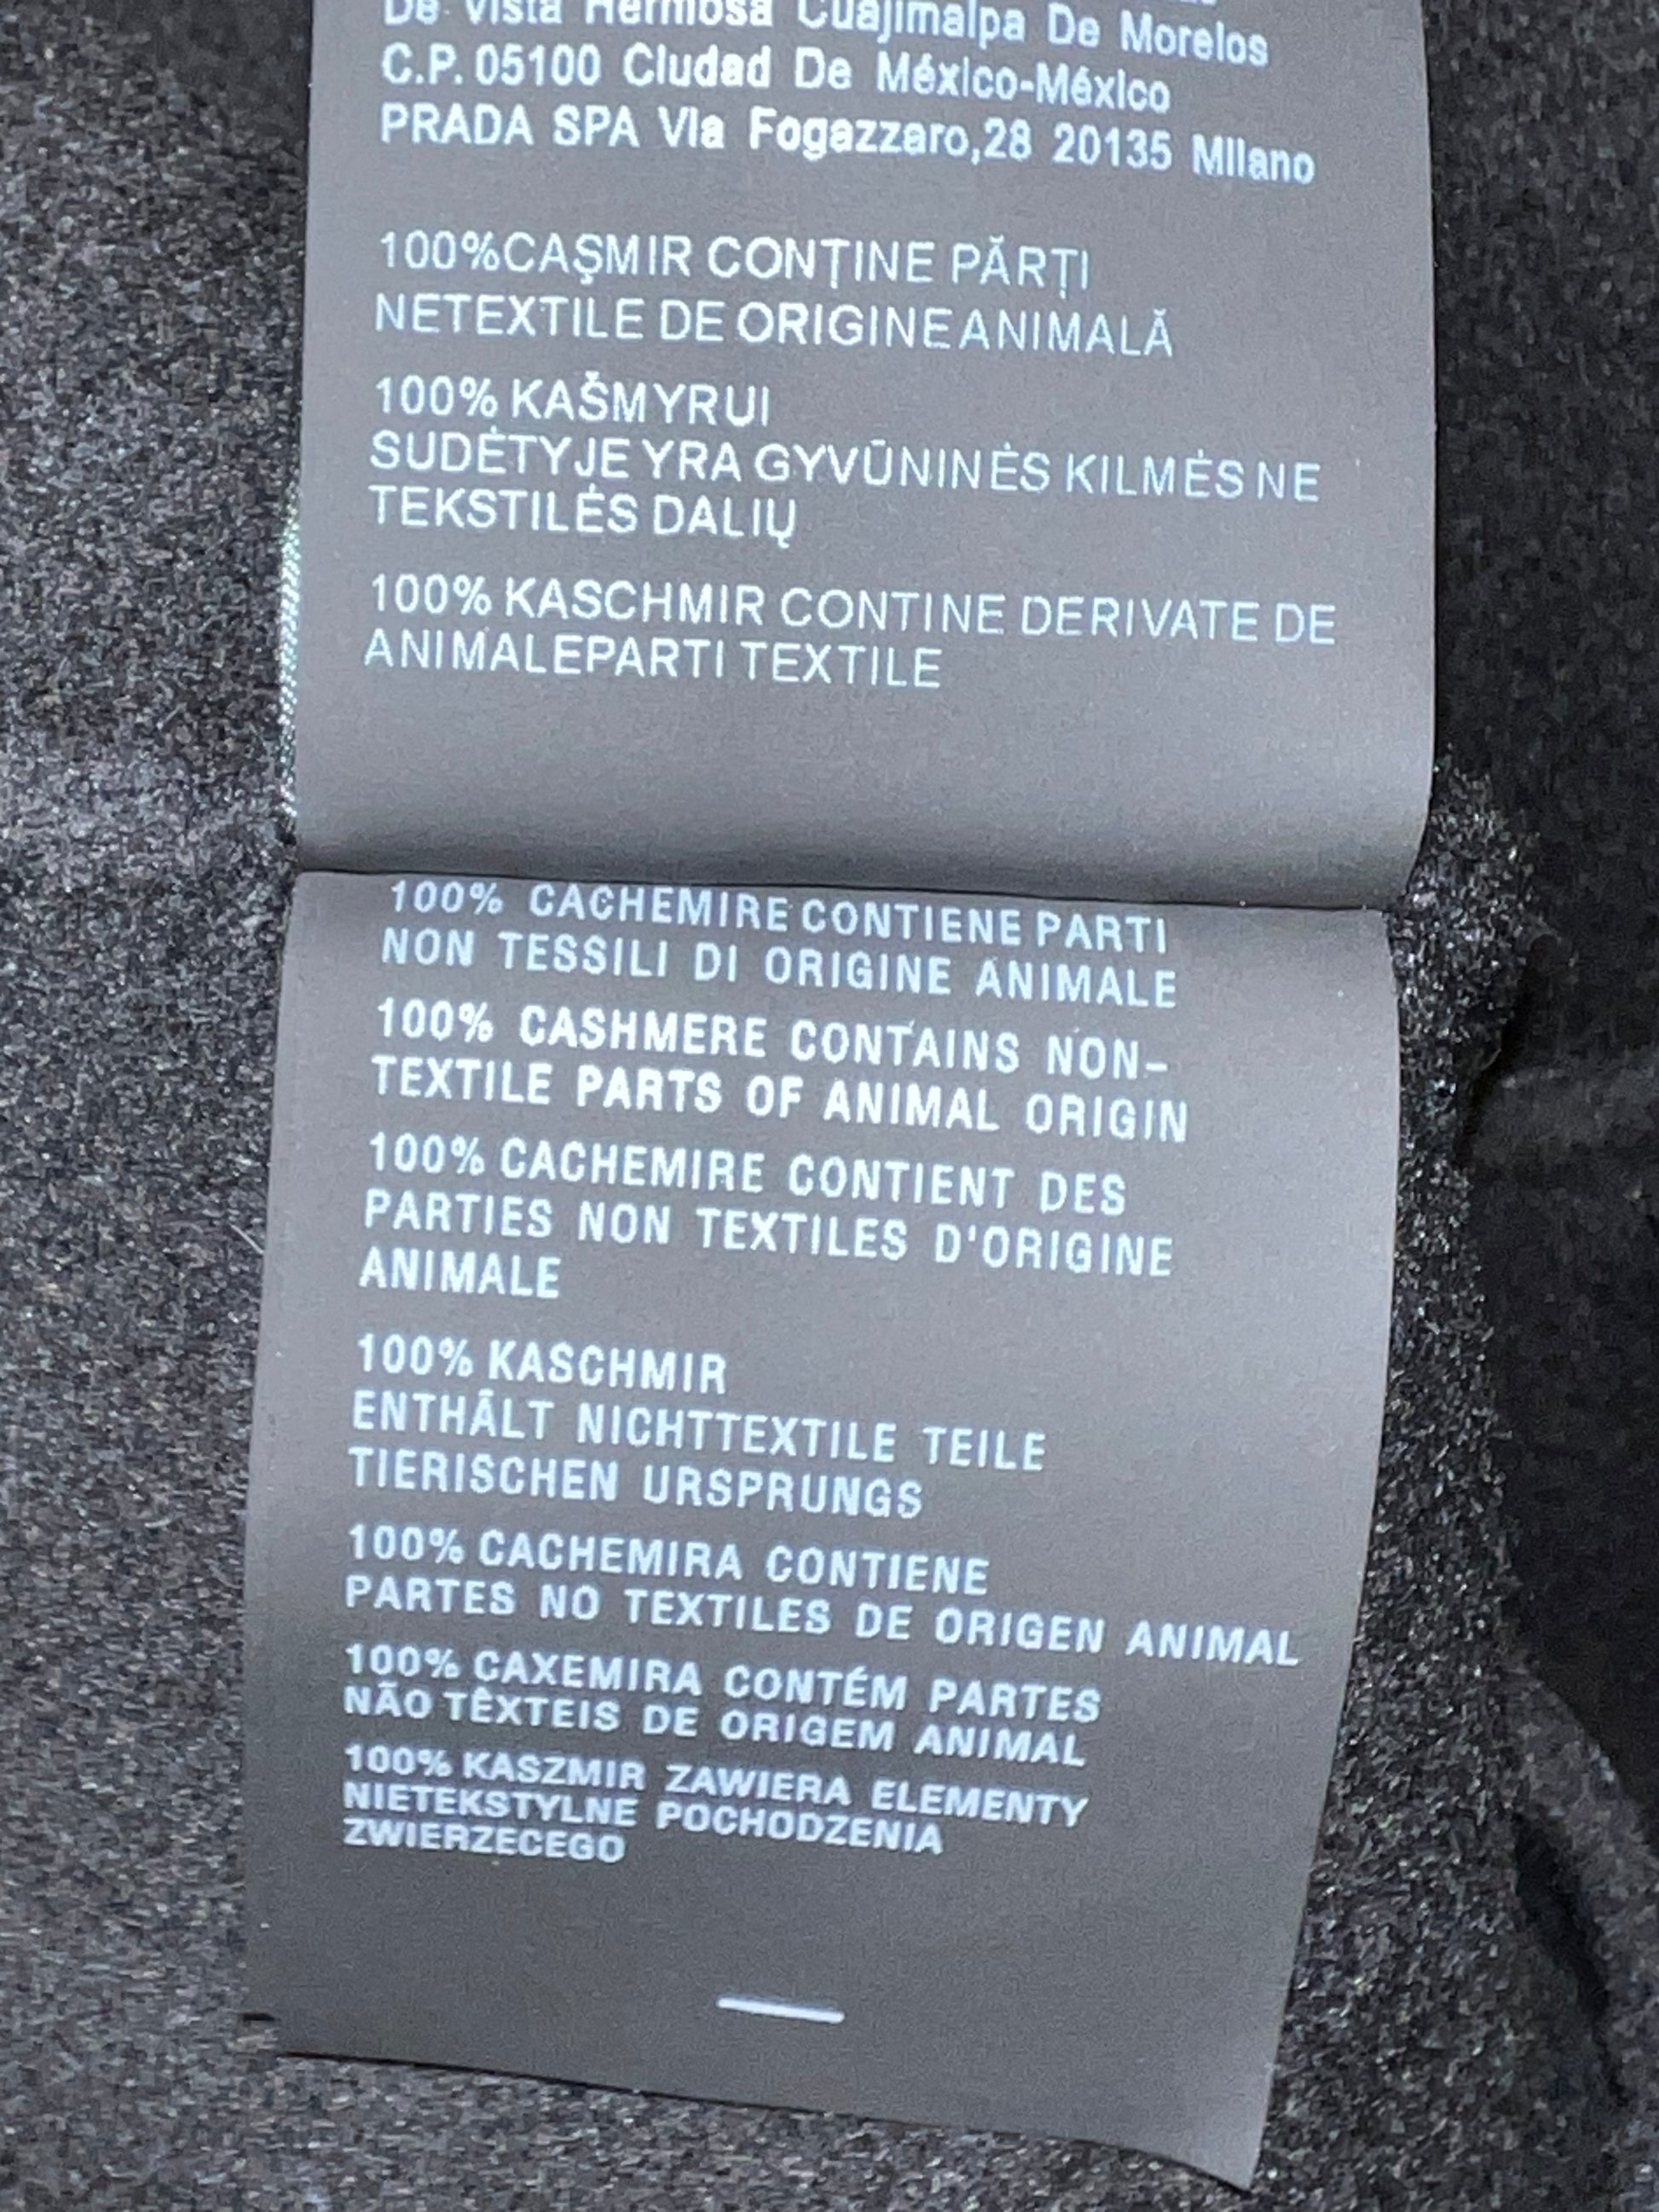 De Vista Hermosa Cuajimalpa De Morelos
C.P. 05100 Ciudad De México-México
PRADA SPA Via Fogazzaro,28 20135 Milano
100%CAŞMIR CONŢINE PĂRŢI
NETEXTILE DE ORIGINE ANIMALĂ
100% KAŠMYRUI
SUDĖTYJE YRA GYVŪNINĖS KILMĖS NE
TEKSTILĖS DALIŲ
100% KASCHMIR CONTINE DERIVATE DE
ANIMALEPARTI TEXTILE
100% CACHEMIRE CONTIENE PARTI
NON TESSILI DI ORIGINE ANIMALE
100% CASHMERE CONTAINS NON-
TEXTILE PARTS OF ANIMAL ORIGIN
100% CACHEMIRE CONTIENT DES
PARTIES NON TEXTILES D'ORIGINE
ANIMALE
100% KASCHMIR
ENTHÄLT NICHTTEXTILE TEILE
TIERISCHEN URSPRUNGS
100% CACHEMIRA CONTIENE
PARTES NO TEXTILES DE ORIGEN ANIMAL
100% CAXEMIRA CONTÉM PARTES
NÃO TÊXTEIS DE ORIGEM ANIMAL
100% KASZMIR ZAWIERA ELEMENTY
NIETEKSTYLNE POCHODZENIA
ZWIERZECEGO